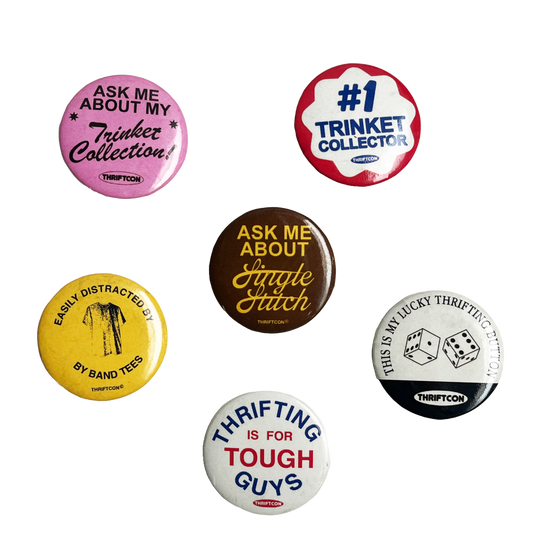 ASK ME
ABOUT MY
Trinket
Collection!
THRIFTCON
#1
TRINKET
COLLECTOR
THRIFTCON
ASK ME
ABOUT
Single
Stitch
THRIFTCON©
EASILY DISTRACTED BY
BY BAND TEES
THRIFTCON©
THIS IS MY LUCKY THRIFTING BUTTON
THRIFTCON
THRIFTING
IS FOR
TOUGH
GUYS
THRIFTCON